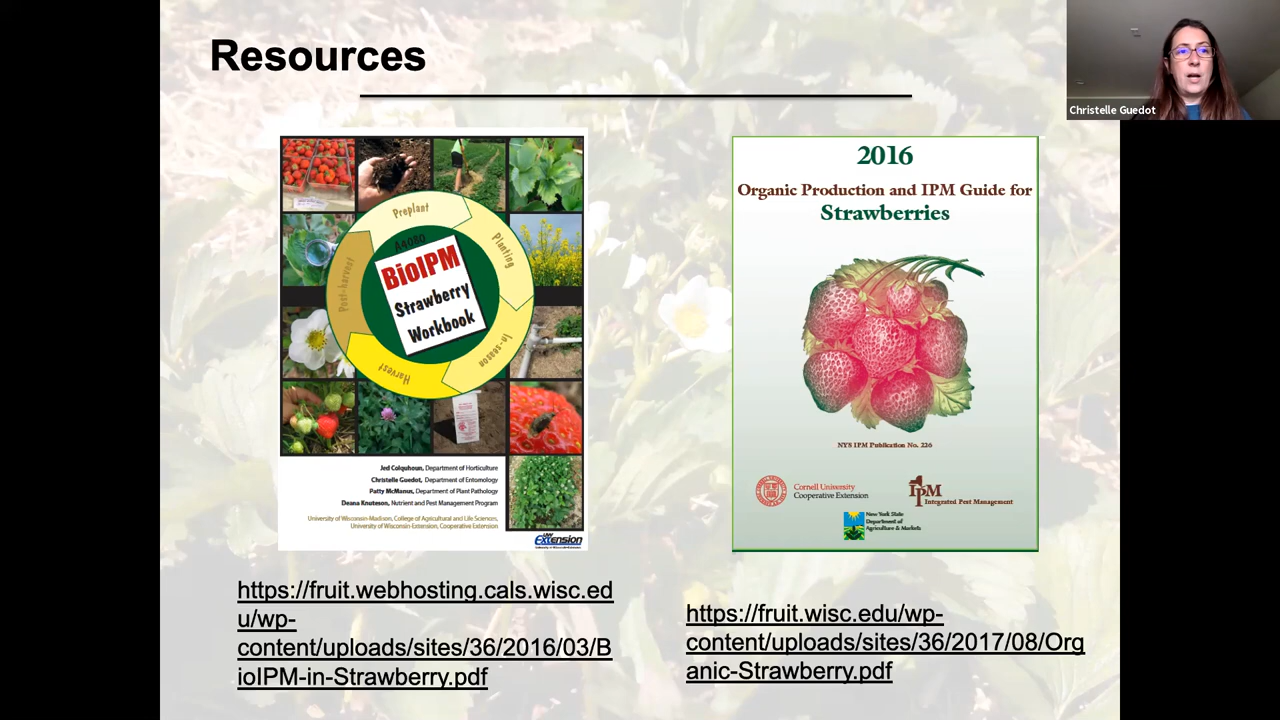 Resources
Christelle Guedot
Preplant
Planting
In-season
Harvest
Post-harvest
A4080
BioIPM
Strawberry
Workbook
Jed Colquhoun, Department of Horticulture
Christelle Guedot, Department of Entomology
Patty McManus, Department of Plant Pathology
Deana Knuteson, Nutrient and Pest Management Program
University of Wisconsin-Madison, College of Agricultural and Life Sciences,
University of Wisconsin-Extension, Cooperative Extension
UW
Extension
https://fruit.webhosting.cals.wisc.ed
u/wp-
content/uploads/sites/36/2016/03/B
ioIPM-in-Strawberry.pdf
2016
Organic Production and IPM Guide for
Strawberries
NYS IPM Publication No. 226
Cornell University
Cooperative Extension
IPM
Integrated Pest Management
New York State
Department of
Agriculture & Markets
https://fruit.wisc.edu/wp-
content/uploads/sites/36/2017/08/Org
anic-Strawberry.pdf